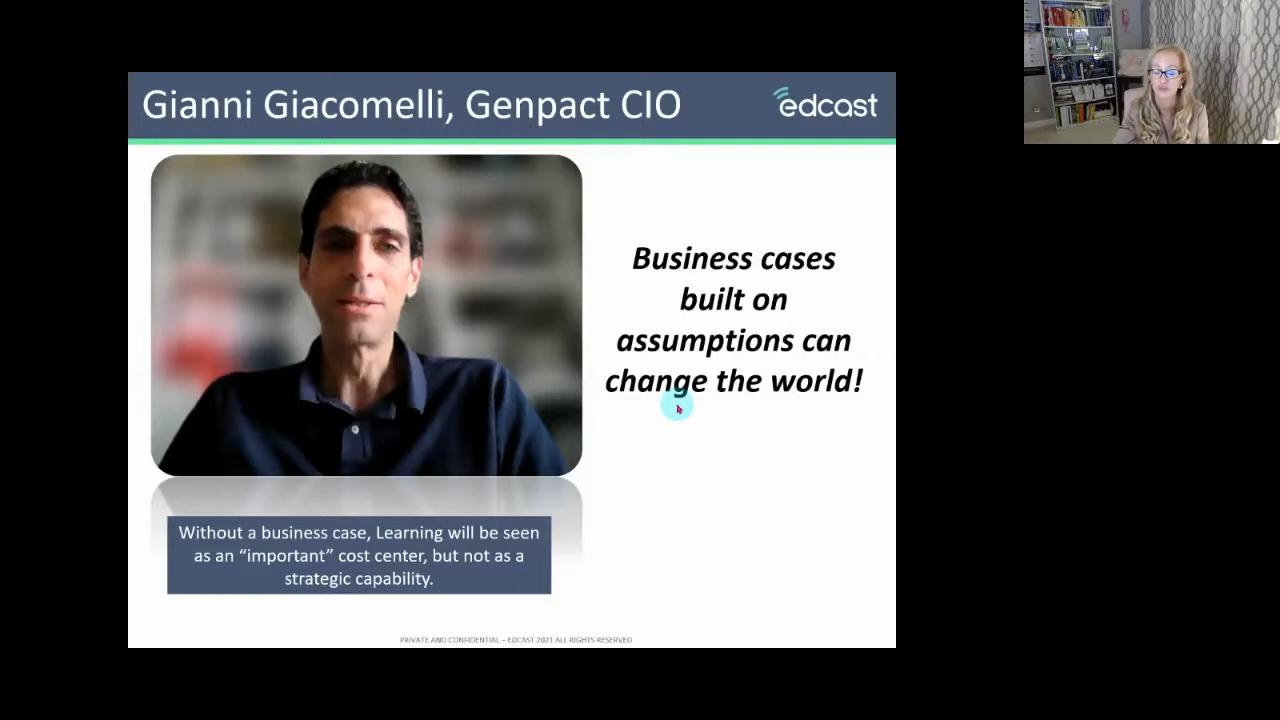 Gianni Giacomelli, Genpact CIO
edcast
Business cases
built on
assumptions can
change the world!
Without a business case, Learning will be seen
as an “important” cost center, but not as a
strategic capability.
PRIVATE AND CONFIDENTIAL – EDCAST 2021 ALL RIGHTS RESERVED